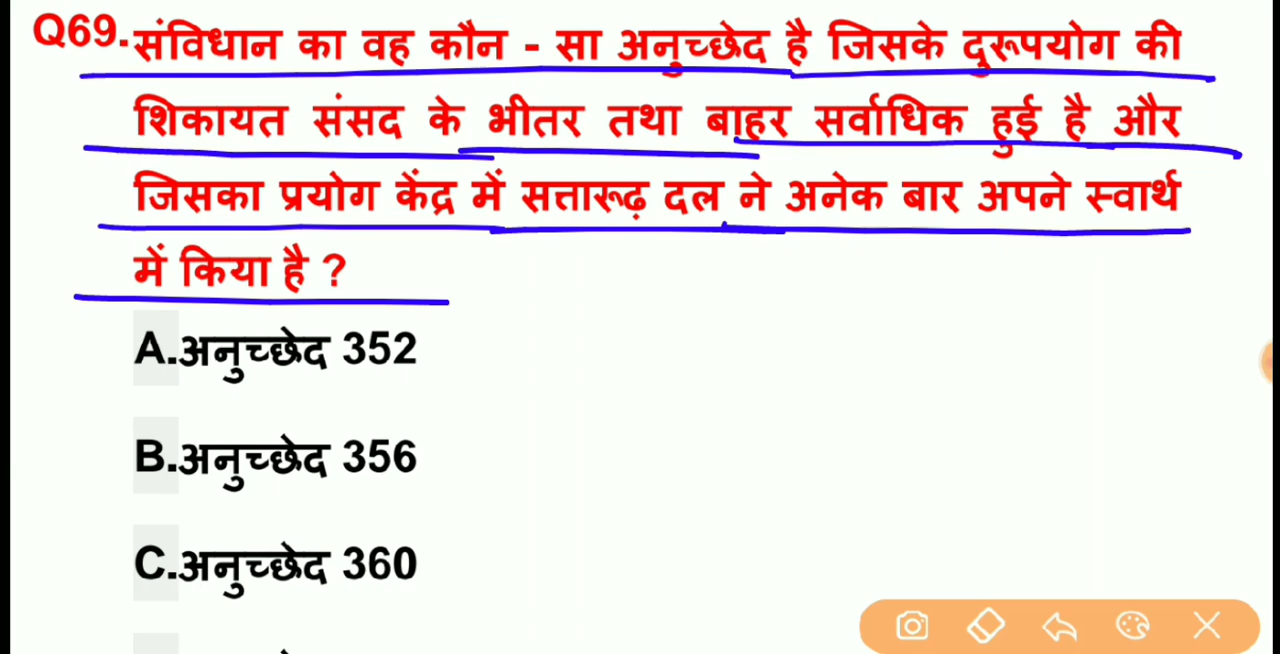 Q69.संविधान का वह कौन - सा अनुच्छेद है जिसके दुरूपयोग की
शिकायत संसद के भीतर तथा बाहर सर्वाधिक हुई है और
जिसका प्रयोग केंद्र में सत्तारूढ़ दल ने अनेक बार अपने स्वार्थ
में किया है ?
A.अनुच्छेद 352
B.अनुच्छेद 356
C.अनुच्छेद 360